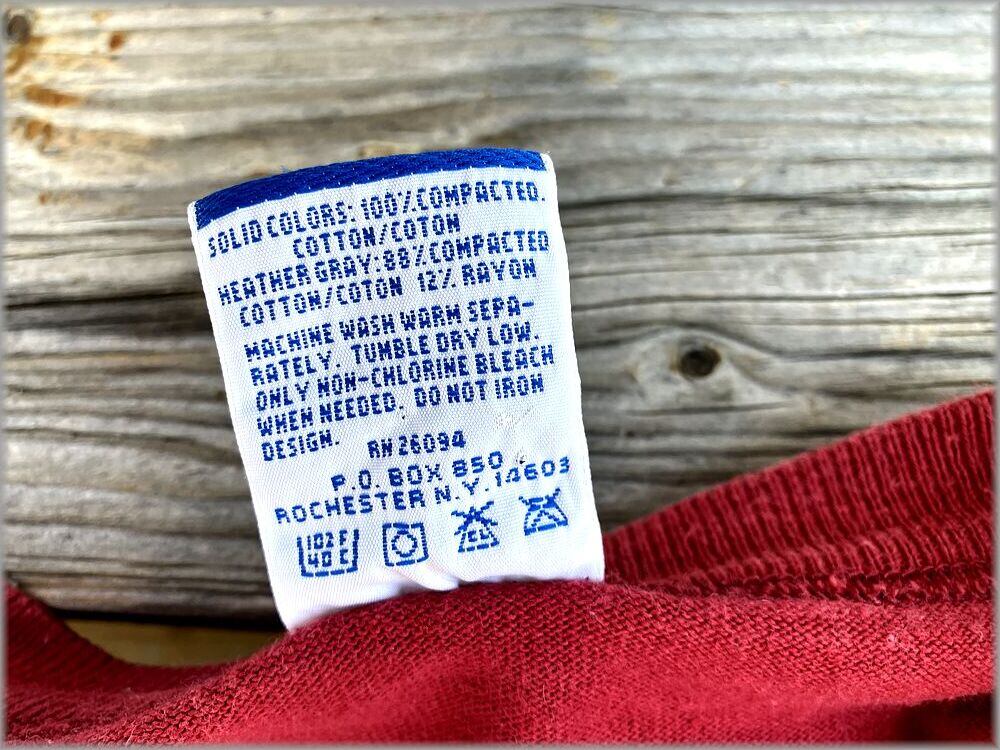 SOLID COLORS: 100% COMPACTED.
COTTON/COTON
HEATHER GRAY: 88% COMPACTED
COTTON/COTON 12% RAYON
MACHINE WASH WARM SEPA-
RATELY. TUMBLE DRY LOW.
ONLY NON-CHLORINE BLEACH
WHEN NEEDED. DO NOT IRON
DESIGN.
RN 26094
P.O. BOX 850
ROCHESTER N.Y. 14603
102 F
40 C
CL